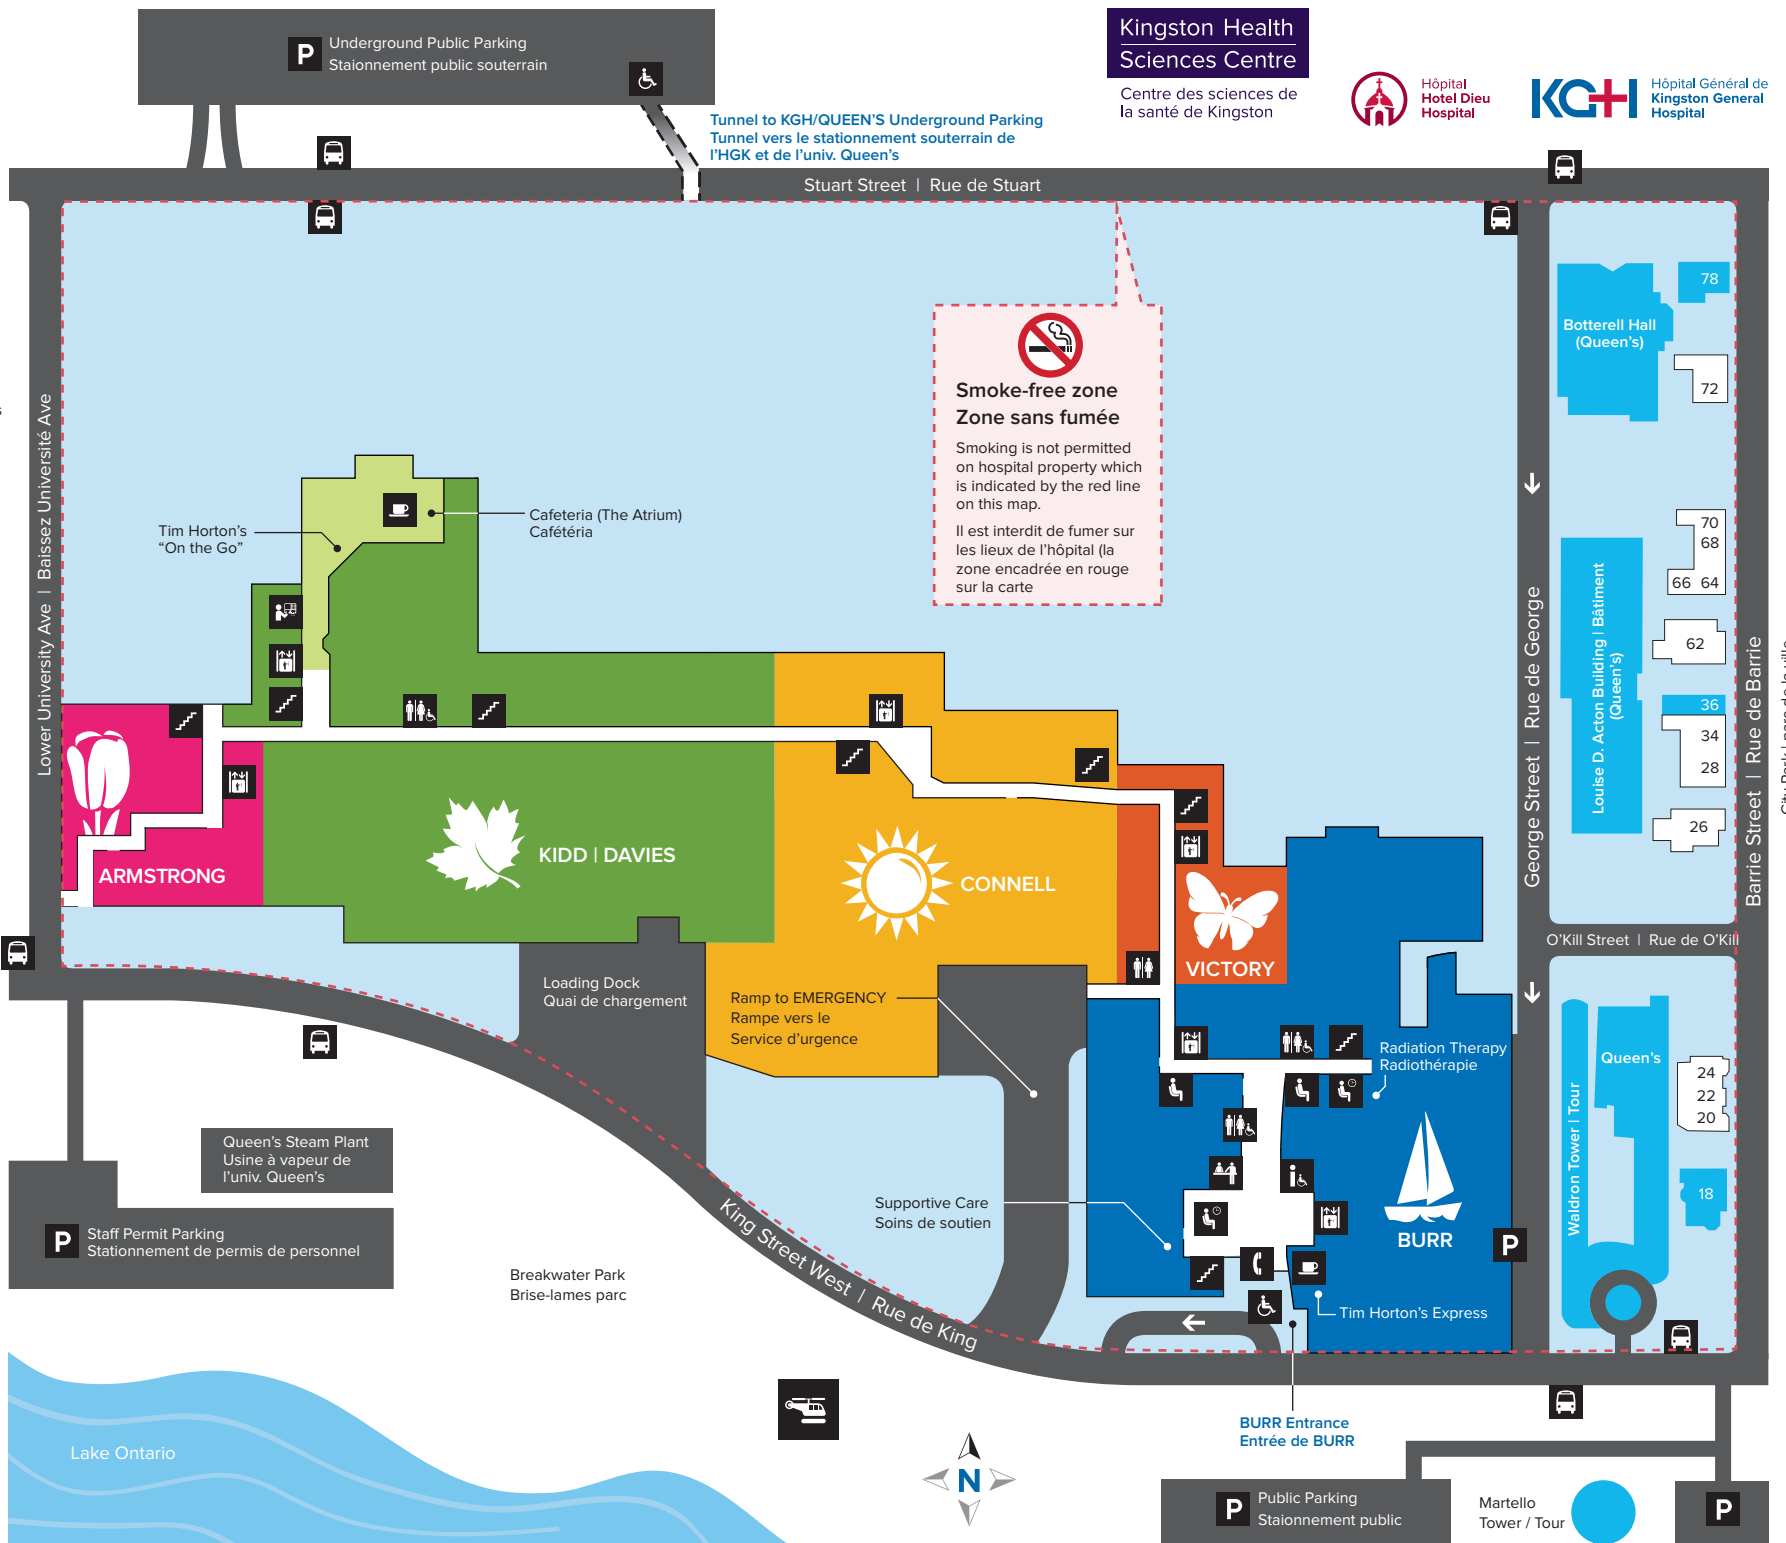 Underground Public Parking
Staionnement public souterrain
P
Kingston Health
Sciences Centre
Centre des sciences de
la santé de Kingston
Hôpital
Hotel Dieu
Hospital
KGH
Hôpital Général de
Kingston General
Hospital
Tunnel to KGH/QUEEN'S Underground Parking
Tunnel vers le stationnement souterrain de
l'HGK et de l'univ. Queen's
Stuart Street | Rue de Stuart
Lower University Ave | Baissez Université Ave
Smoke-free zone
Zone sans fumée
Smoking is not permitted
on hospital property which
is indicated by the red line
on this map.
Il est interdit de fumer sur
les lieux de l'hôpital (la
zone encadrée en rouge
sur la carte
Botterell Hall
(Queen's)
78
72
70
68
66 64
62
36
34
28
26
Louise D. Acton Building | Bâtiment
(Queen's)
George Street | Rue de George
Barrie Street | Rue de Barrie
City Park | parc de la ville
Tim Horton's
"On the Go"
Cafeteria (The Atrium)
Cafétéria
ARMSTRONG
KIDD | DAVIES
CONNELL
VICTORY
O'Kill Street | Rue de O'Kill
Loading Dock
Quai de chargement
Ramp to EMERGENCY
Rampe vers le
Service d'urgence
Radiation Therapy
Radiothérapie
Waldron Tower | Tour
Queen's
24
22
20
18
Queen's Steam Plant
Usine à vapeur de
l'univ. Queen's
P
Staff Permit Parking
Stationnement de permis de personnel
Supportive Care
Soins de soutien
BURR
P
Breakwater Park
Brise-lames parc
King Street West | Rue de King
Tim Horton's Express
BURR Entrance
Entrée de BURR
Lake Ontario
N
P
Public Parking
Staionnement public
Martello
Tower / Tour
P